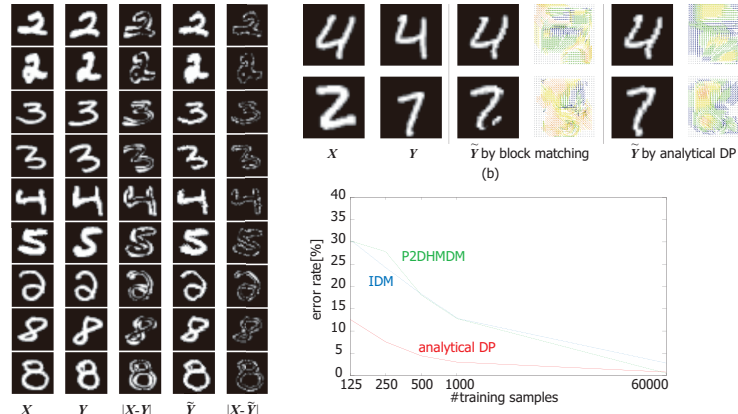 X Y |X-Y| Ỹ |X-Ỹ|
X Y Ỹ by block matching Ỹ by analytical DP
(b)
40
35
30
25
20
15
10
5
0
error rate[%]
P2DHMDM
IDM
analytical DP
125 250 500 1000 60000
#training samples